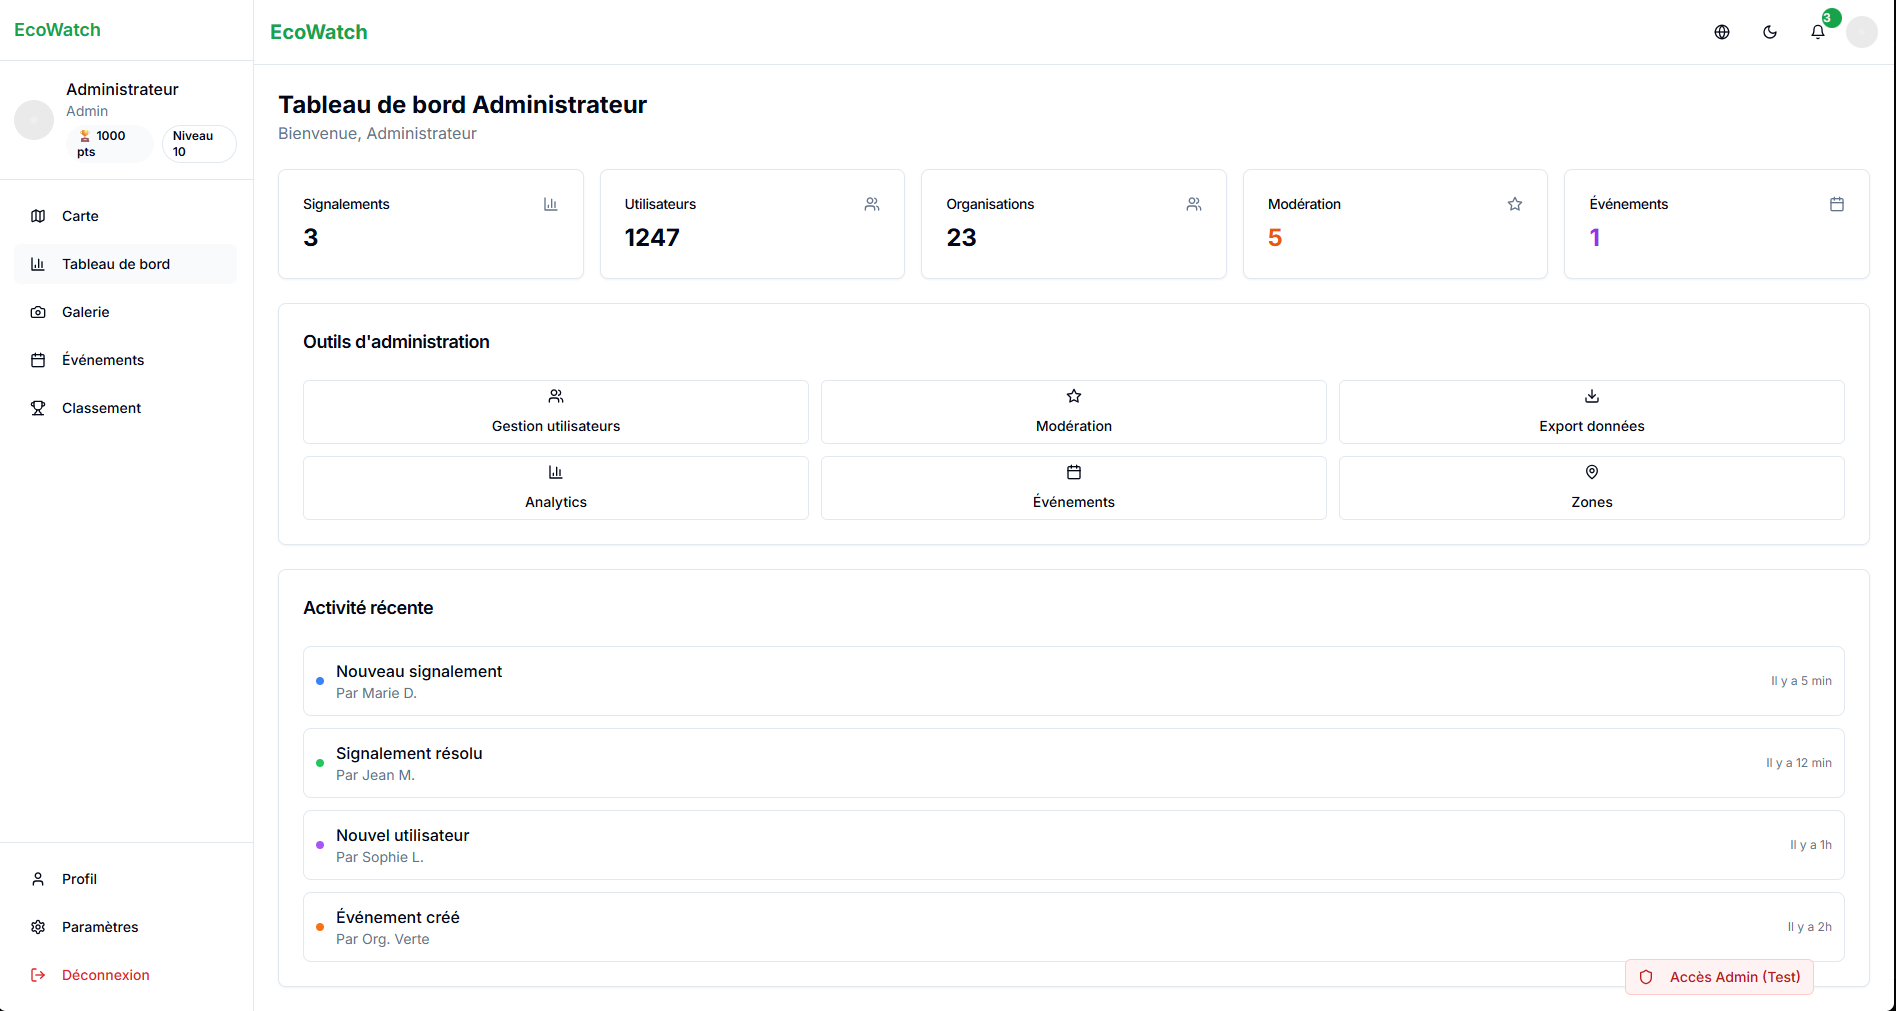 EcoWatch
Administrateur
Admin
1000
pts
Niveau
10
Carte
Tableau de bord
Galerie
Événements
Classement
Profil
Paramètres
Déconnexion
EcoWatch
3
Tableau de bord Administrateur
Bienvenue, Administrateur
Signalements
3
Utilisateurs
1247
Organisations
23
Modération
5
Événements
1
Outils d'administration
Gestion utilisateurs
Modération
Export données
Analytics
Événements
Zones
Activité récente
Nouveau signalement
Par Marie D.
Il y a 5 min
Signalement résolu
Par Jean M.
Il y a 12 min
Nouvel utilisateur
Par Sophie L.
Il y a 1h
Événement créé
Par Org. Verte
Il y a 2h
Accès Admin (Test)